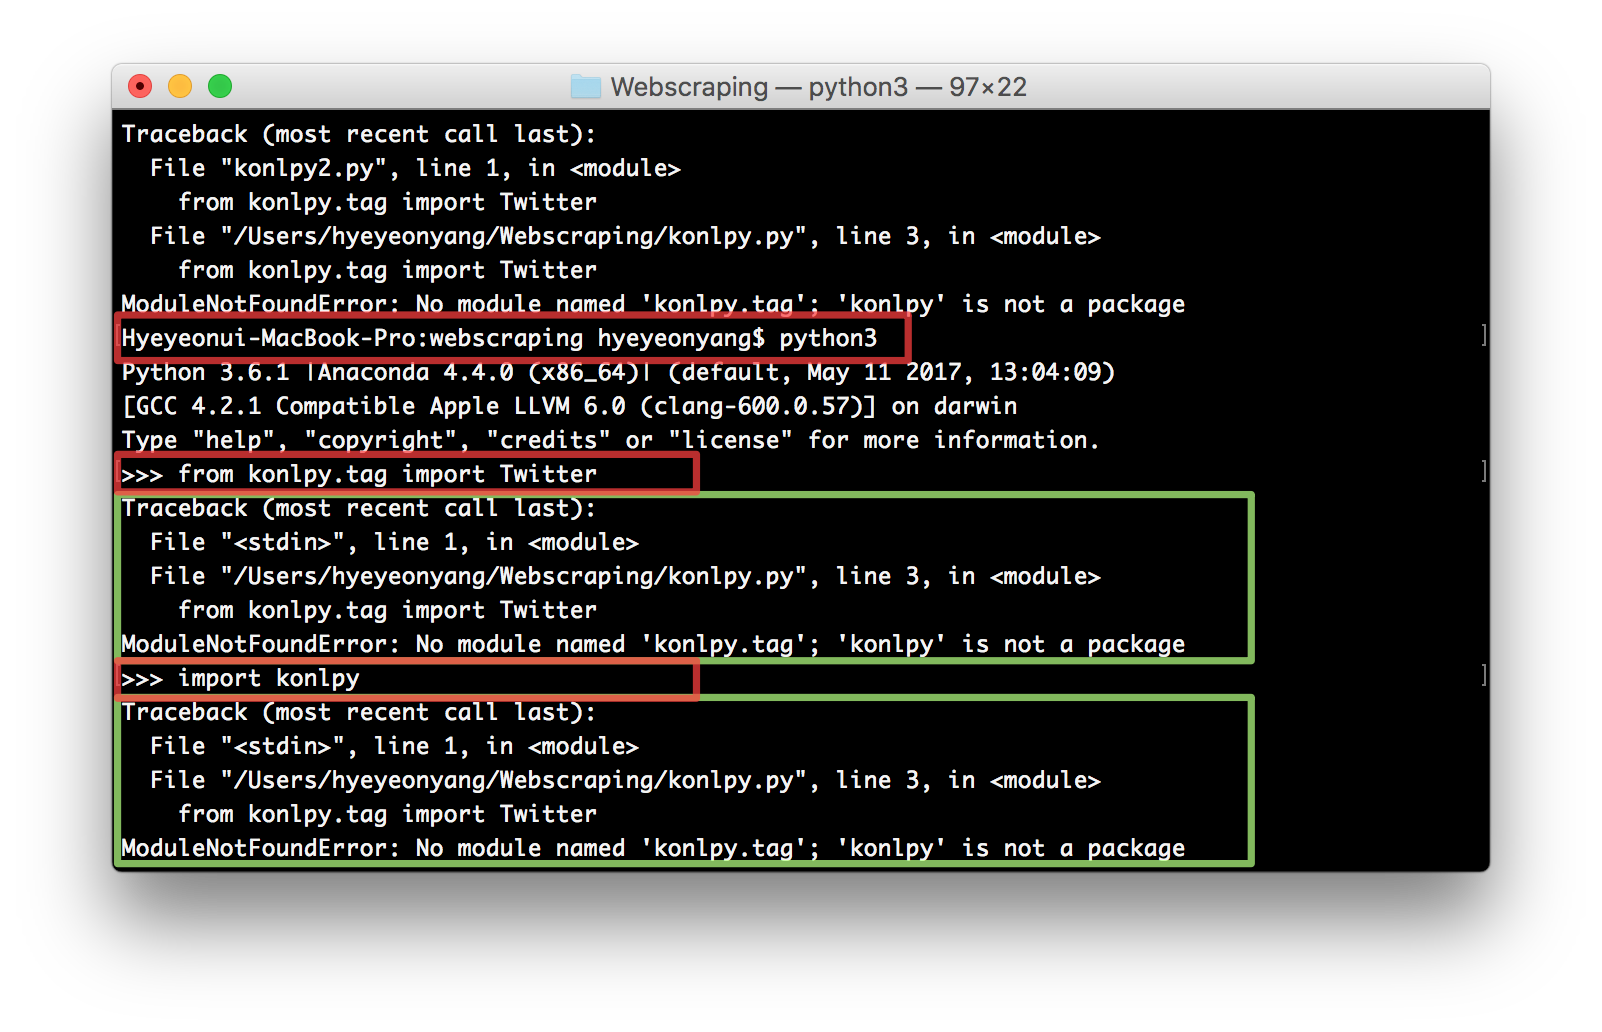 Webscraping — python3 — 97×22
Traceback (most recent call last):
  File "konlpy2.py", line 1, in <module>
    from konlpy.tag import Twitter
  File "/Users/hyeyeonyang/Webscraping/konlpy.py", line 3, in <module>
    from konlpy.tag import Twitter
ModuleNotFoundError: No module named 'konlpy.tag'; 'konlpy' is not a package
[Hyeyeonui-MacBook-Pro:webscraping hyeyeonyang$ python3 ]
Python 3.6.1 |Anaconda 4.4.0 (x86_64)| (default, May 11 2017, 13:04:09)
[GCC 4.2.1 Compatible Apple LLVM 6.0 (clang-600.0.57)] on darwin
Type "help", "copyright", "credits" or "license" for more information.
[>>> from konlpy.tag import Twitter ]
Traceback (most recent call last):
  File "<stdin>", line 1, in <module>
  File "/Users/hyeyeonyang/Webscraping/konlpy.py", line 3, in <module>
    from konlpy.tag import Twitter
ModuleNotFoundError: No module named 'konlpy.tag'; 'konlpy' is not a package
[>>> import konlpy ]
Traceback (most recent call last):
  File "<stdin>", line 1, in <module>
  File "/Users/hyeyeonyang/Webscraping/konlpy.py", line 3, in <module>
    from konlpy.tag import Twitter
ModuleNotFoundError: No module named 'konlpy.tag'; 'konlpy' is not a package